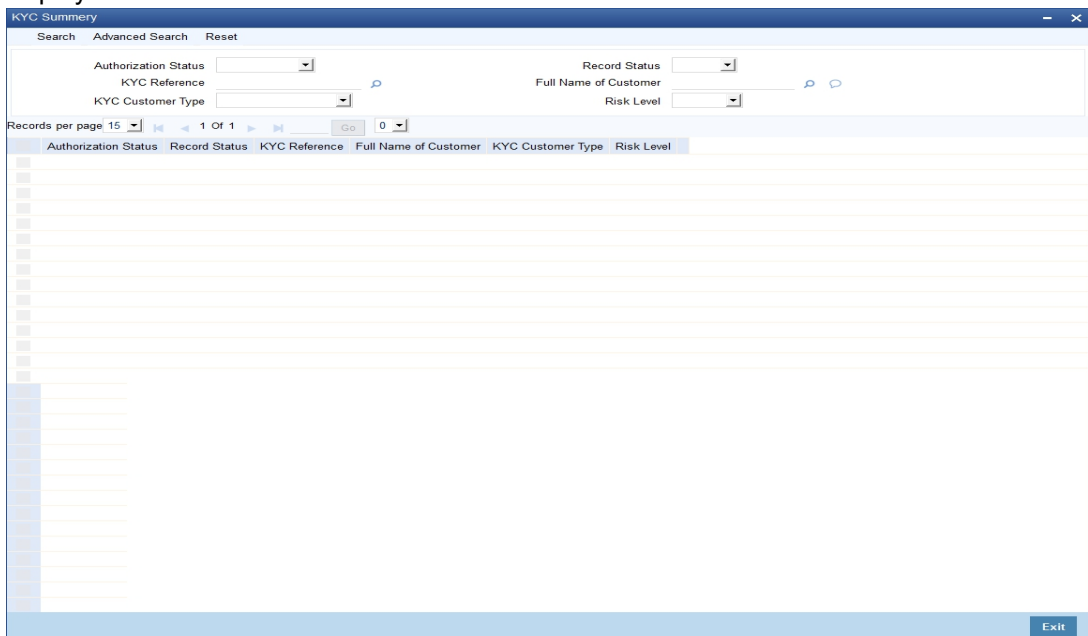 KYC Summery
Search Advanced Search Reset
Authorization Status Record Status
KYC Reference Full Name of Customer
KYC Customer Type Risk Level
Records per page 15 1 Of 1 Go 0
Authorization Status Record Status KYC Reference Full Name of Customer KYC Customer Type Risk Level
Exit